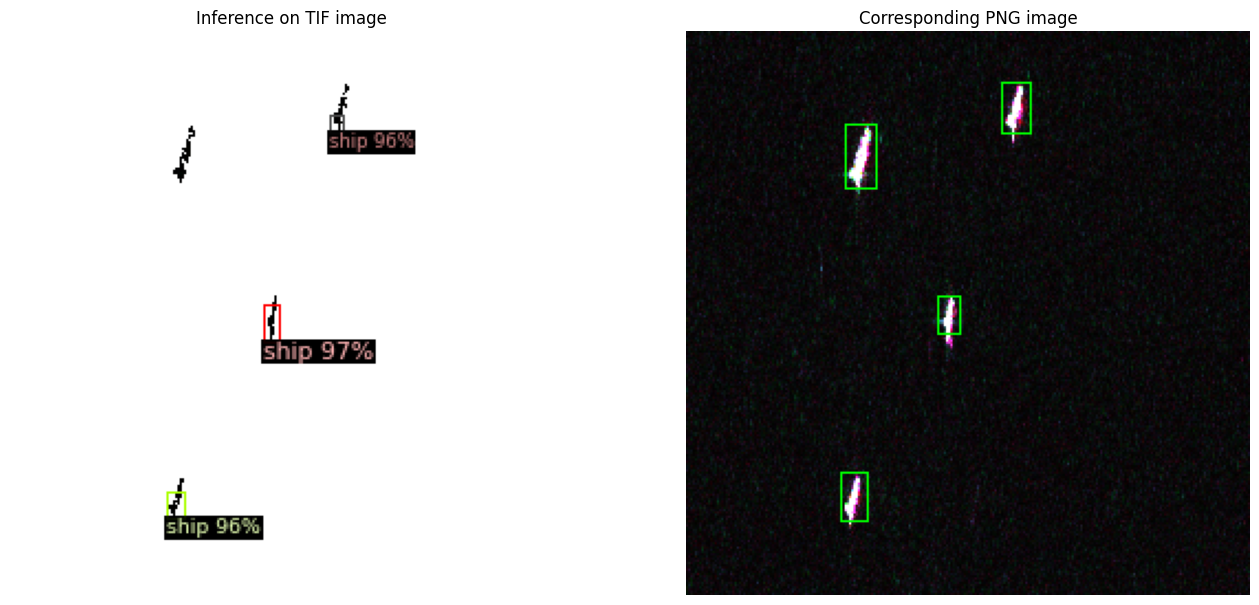 Inference on TIF image
Corresponding PNG image
ship 96%
ship 97%
ship 96%